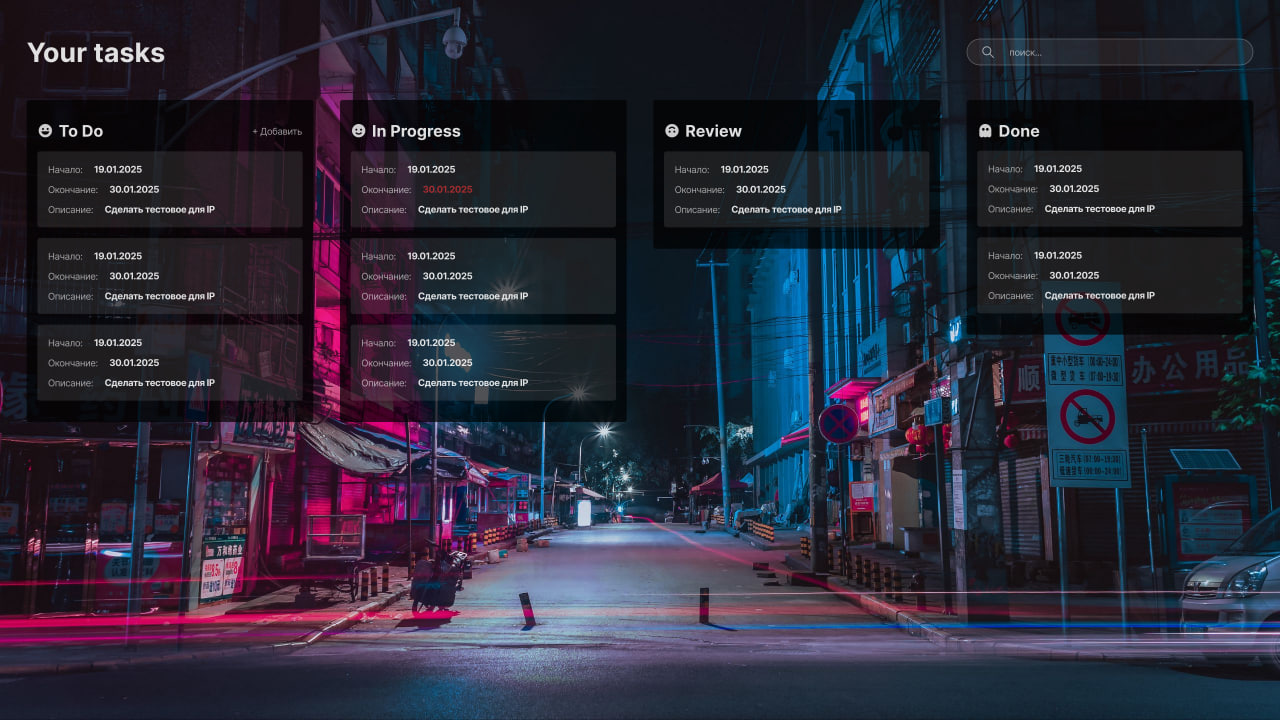 Your tasks
поиск...
To Do
+ Добавить
Начало: 19.01.2025
Окончание: 30.01.2025
Описание: Сделать тестовое для IP
Начало: 19.01.2025
Окончание: 30.01.2025
Описание: Сделать тестовое для IP
Начало: 19.01.2025
Окончание: 30.01.2025
Описание: Сделать тестовое для IP
In Progress
Начало: 19.01.2025
Окончание: 30.01.2025
Описание: Сделать тестовое для IP
Начало: 19.01.2025
Окончание: 30.01.2025
Описание: Сделать тестовое для IP
Начало: 19.01.2025
Окончание: 30.01.2025
Описание: Сделать тестовое для IP
Review
Начало: 19.01.2025
Окончание: 30.01.2025
Описание: Сделать тестовое для IP
Done
Начало: 19.01.2025
Окончание: 30.01.2025
Описание: Сделать тестовое для IP
Начало: 19.01.2025
Окончание: 30.01.2025
Описание: Сделать тестовое для IP
顺
办公用品